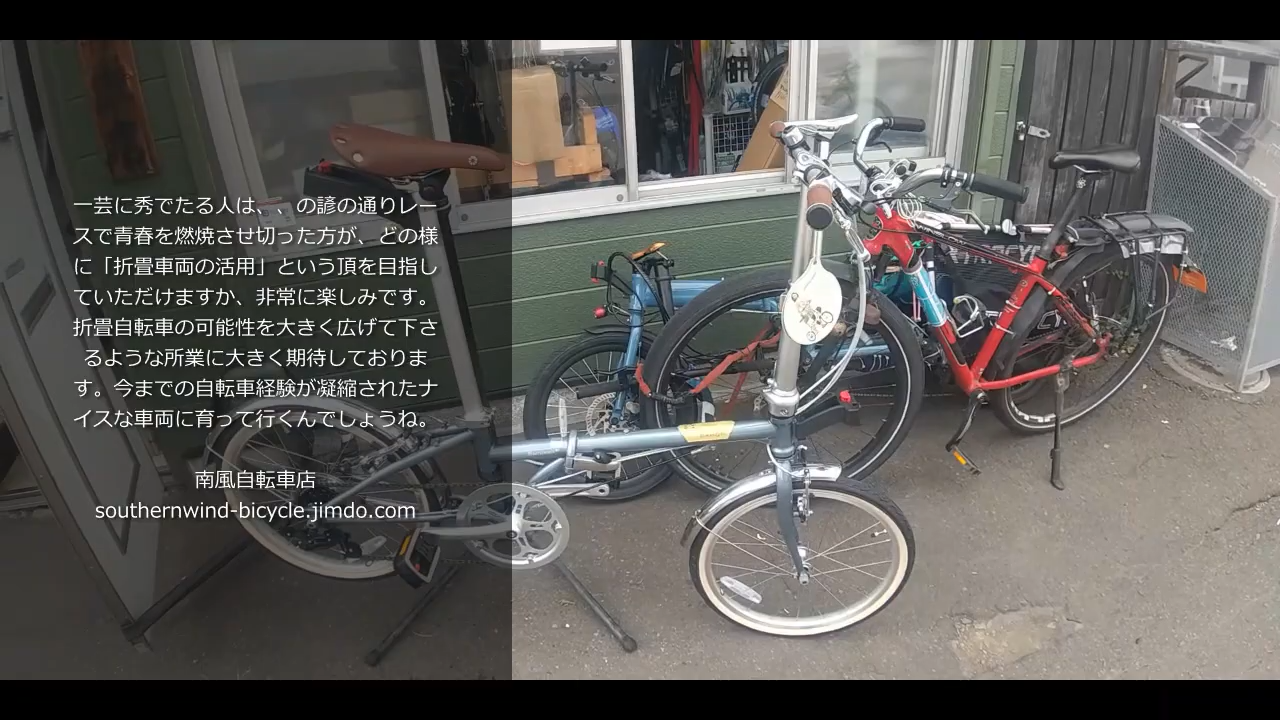 一芸に秀でたる人は、、の諺の通りレー
スで青春を燃焼させ切った方が、どの様
に「折畳車両の活用」という頂を目指し
ていただけますか、非常に楽しみです。
折畳自転車の可能性を大きく広げて下さ
るような所業に大きく期待しておりま
す。今までの自転車経験が凝縮されたナ
イスな車両に育って行くんでしょうね。
南風自転車店
southernwind-bicycle.jimdo.com